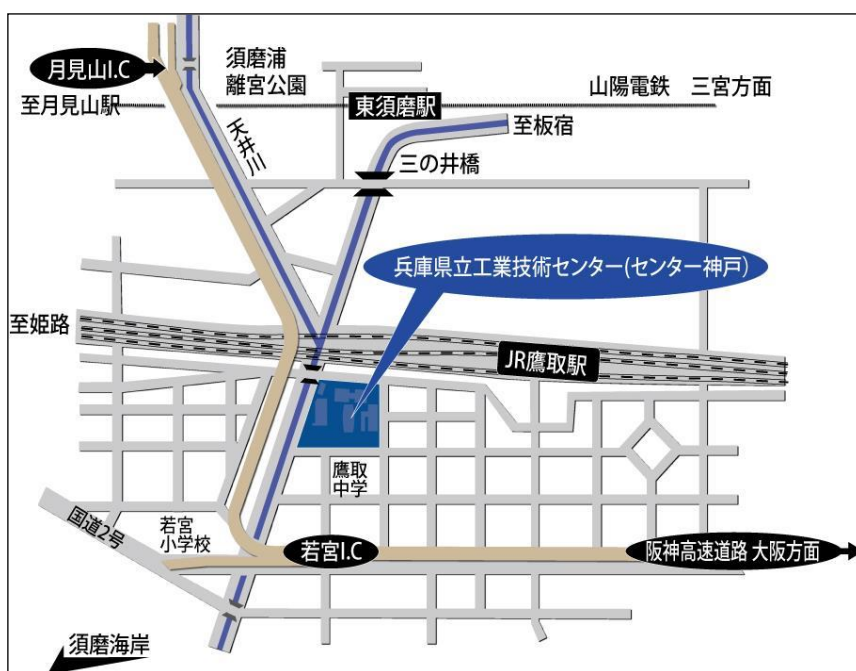 月見山I.C
須磨浦
離宮公園
至月見山駅
東須磨駅
山陽電鉄 三宮方面
天井川
至板宿
三の井橋
兵庫県立工業技術センター(センター神戸)
至姫路
JR鷹取駅
鷹取
中学
国道2号
若宮
小学校
若宮I.C
阪神高速道路 大阪方面
須磨海岸